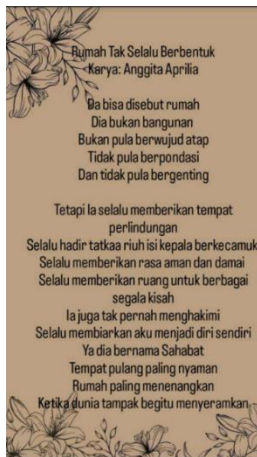 Rumah Tak Selalu Berbentuk
Karya: Anggita Aprilia
Da bisa disebut rumah
Dia bukan bangunan
Bukan pula berwujud atap
Tidak pula berpondasi
Dan tidak pula bergenting
Tetapi Ia selalu memberikan tempat
perlindungan
Selalu hadir tatkaa riuh isi kepala berkecamuk
Selalu memberikan rasa aman dan damai
Selalu memberikan ruang untuk berbagai
segala kisah
Ia juga tak pernah menghakimi
Selalu membiarkan aku menjadi diri sendiri
Ya dia bernama Sahabat
Tempat pulang paling nyaman
Rumah paling menenangkan
Ketika dunia tampak begitu menyeramkan